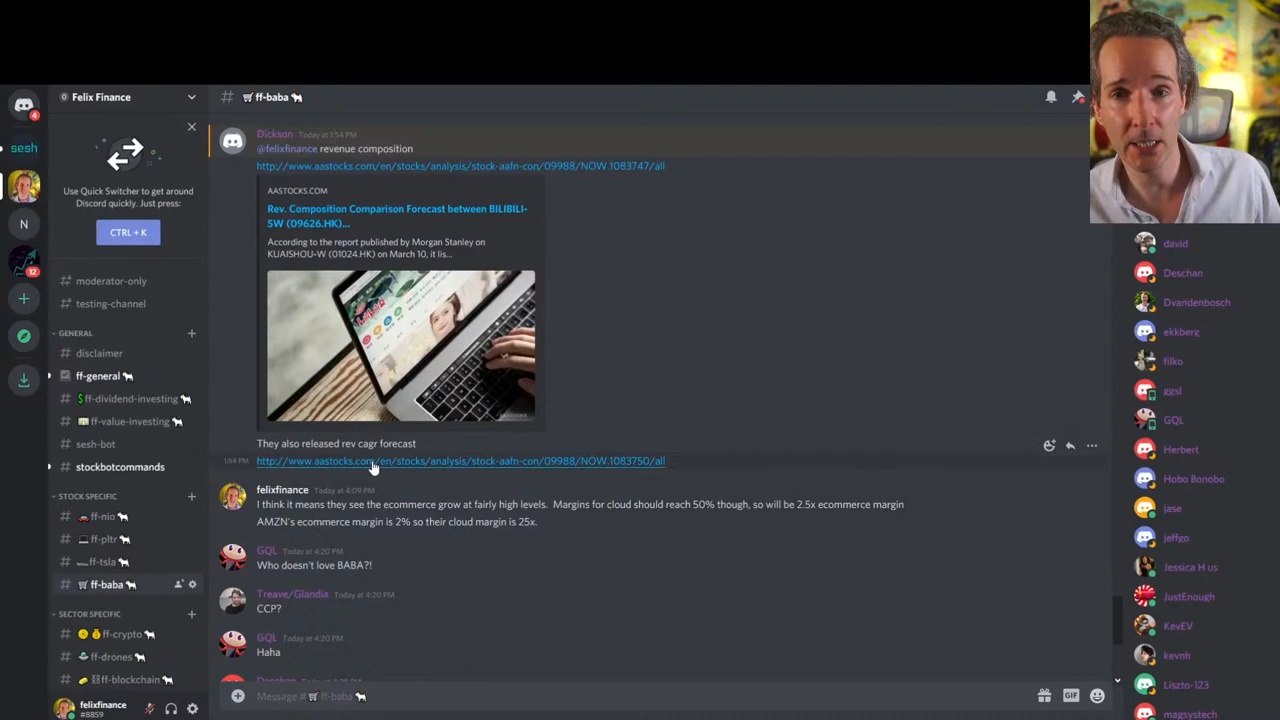 Felix Finance
# ff-baba
4
sesh
Use Quick Switcher to get around
Discord quickly. Just press:
CTRL + K
N
12
# moderator-only
# testing-channel
GENERAL
# disclaimer
ff-general
# ff-dividend-investing
# ff-value-investing
# sesh-bot
# stockbotcommands
STOCK SPECIFIC
# ff-nio
# ff-pltr
# ff-tsla
# ff-baba
SECTOR SPECIFIC
# ff-crypto
# ff-drones
# ff-blockchain
felixfinance
#8859
Dickson Today at 1:54 PM
@felixfinance revenue composition
http://www.aastocks.com/en/stocks/analysis/stock-aafn-con/09988/NOW.1083747/all
AASTOCKS.COM
Rev. Composition Comparison Forecast between BILIBILI-
SW (09626.HK)...
According to the report published by Morgan Stanley on
KUAISHOU-W (01024.HK) on March 10, it lis...
They also released rev cagr forecast
1:54 PM http://www.aastocks.com/en/stocks/analysis/stock-aafn-con/09988/NOW.1083750/all
felixfinance Today at 4:09 PM
I think it means they see the ecommerce grow at fairly high levels. Margins for cloud should reach 50% though, so will be 2.5x ecommerce margin
AMZN's ecommerce margin is 2% so their cloud margin is 25x.
GQL Today at 4:20 PM
Who doesn't love BABA?!
Treave/Glandia Today at 4:20 PM
CCP?
GQL Today at 4:20 PM
Haha
Message # ff-baba
GIF
david
Deschan
Dvandenbosch
ekkberg
filko
ggsl
GQL
Herbert
Hobo Bonobo
jase
jeffgo
Jessica H us
JustEnough
KevEV
kevnh
Liszto-123
magsystech